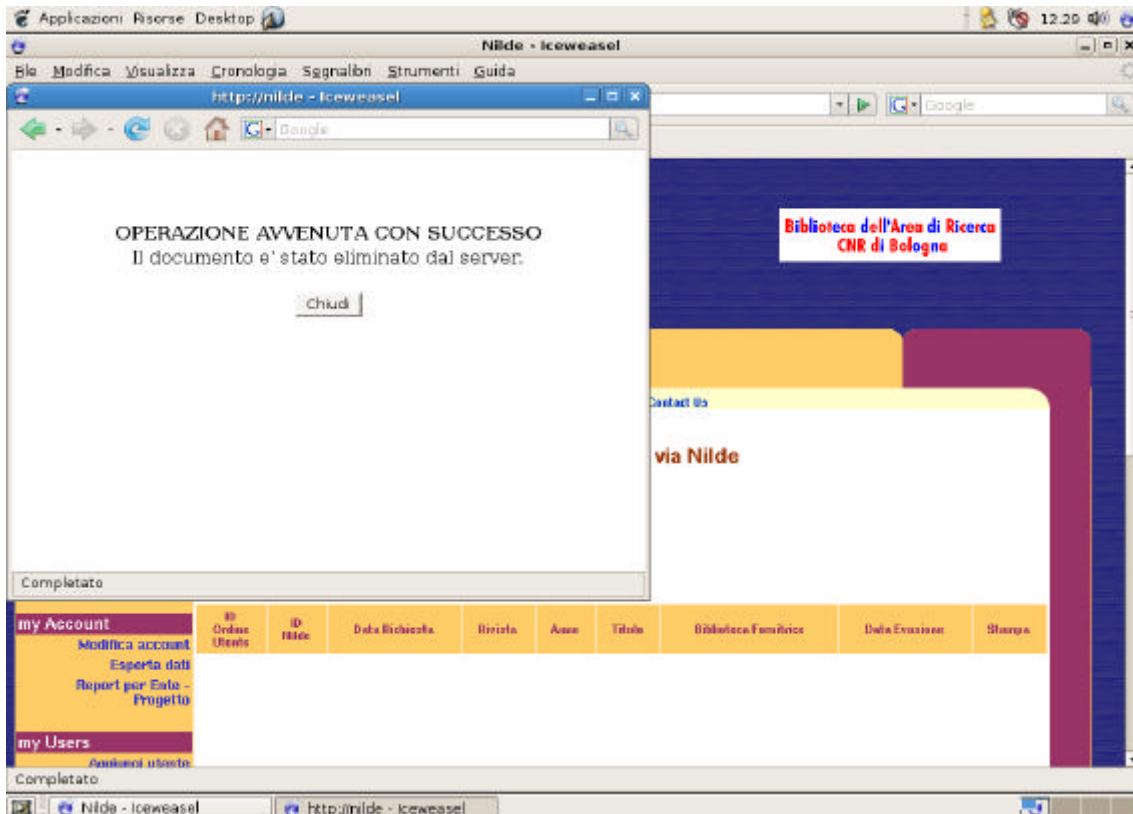 Applicazioni Risorse Desktop 12.29
Nilde - Iceweasel
File Modifica Visualizza Cronologia Segnalibri Strumenti Guida
http://nilde - Iceweasel
Google
Google
OPERAZIONE AVVENUTA CON SUCCESSO
Il documento e' stato eliminato dal server.
Chiudi
Biblioteca dell'Area di Ricerca
CNR di Bologna
Contact Us
via Nilde
Completato
my Account
Modifica account
Esporta dati
Report per Ente -
Progetto
my Users
Aggiungi utente
ID
Ordine
Utente
ID
Nilde
Data Richiesta
Rivista
Anno
Titolo
Biblioteca Fornitrice
Data Evasione
Stampa
Completato
Nilde - Iceweasel
http://nilde - Iceweasel